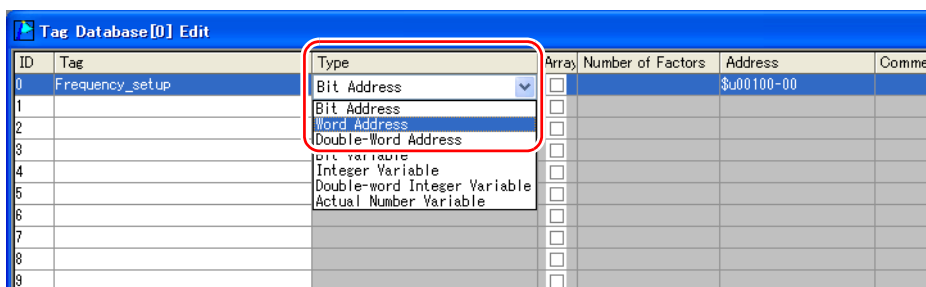 Tag Database[0] Edit
ID Tag Type Array Number of Factors Address Comme
0 Frequency_setup Bit Address $u00100-00
1 Bit Address
2 Word Address
3 Double-Word Address
Bit Variable
4 Integer Variable
5 Double-word Integer Variable
Actual Number Variable
6
7
8
9